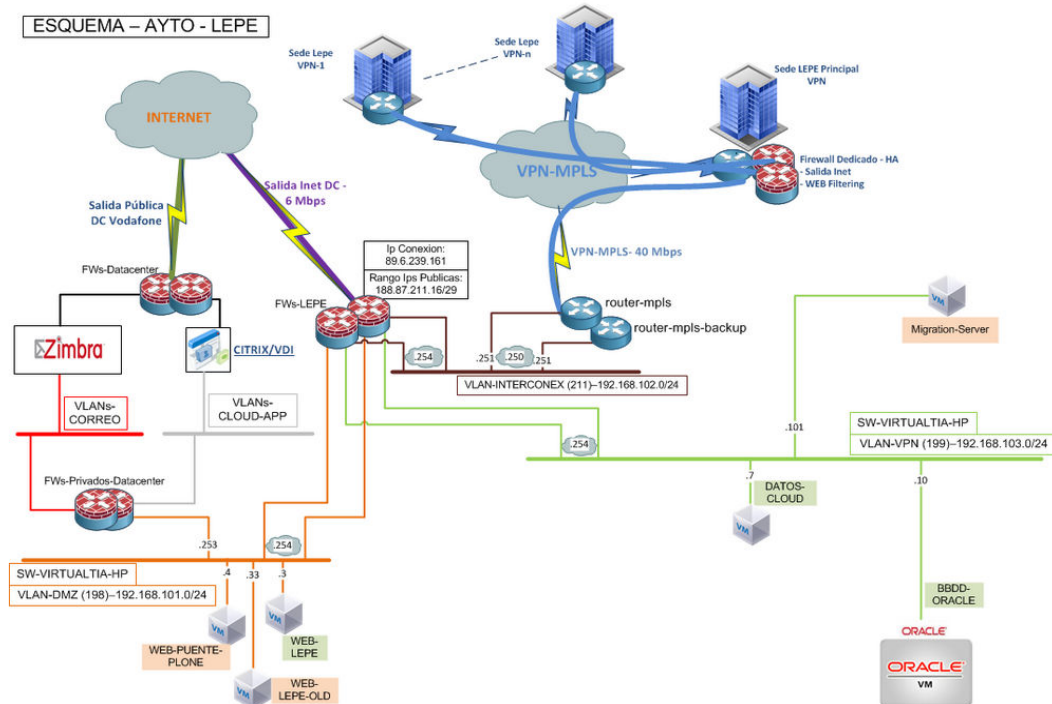 ESQUEMA – AYTO - LEPE
Sede Lepe
VPN-1
Sede Lepe
VPN-n
Sede LEPE Principal
VPN
INTERNET
VPN-MPLS
Firewall Dedicado - HA
- Salida Inet
- WEB Filtering
Salida Pública
DC Vodafone
Salida Inet DC -
6 Mbps
VPN-MPLS- 40 Mbps
Ip Conexion:
89.6.239.161
Rango Ips Publicas:
188.87.211.16/29
FWs-Datacenter
FWs-LEPE
router-mpls
router-mpls-backup
VM
Migration-Server
Zimbra
CITRIX/VDI
.254
.251
.250
.251
VLAN-INTERCONEX (211)–192.168.102.0/24
VLANs-
CORREO
VLANs-
CLOUD-APP
.101
SW-VIRTUALTIA-HP
VLAN-VPN (199)–192.168.103.0/24
.254
.7
.10
DATOS-
CLOUD
VM
FWs-Privados-Datacenter
.253
.254
SW-VIRTUALTIA-HP
VLAN-DMZ (198)–192.168.101.0/24
.4
.33
.3
VM
WEB-PUENTE-
PLONE
VM
WEB-
LEPE
VM
WEB-
LEPE-OLD
BBDD-
ORACLE
ORACLE
ORACLE
VM